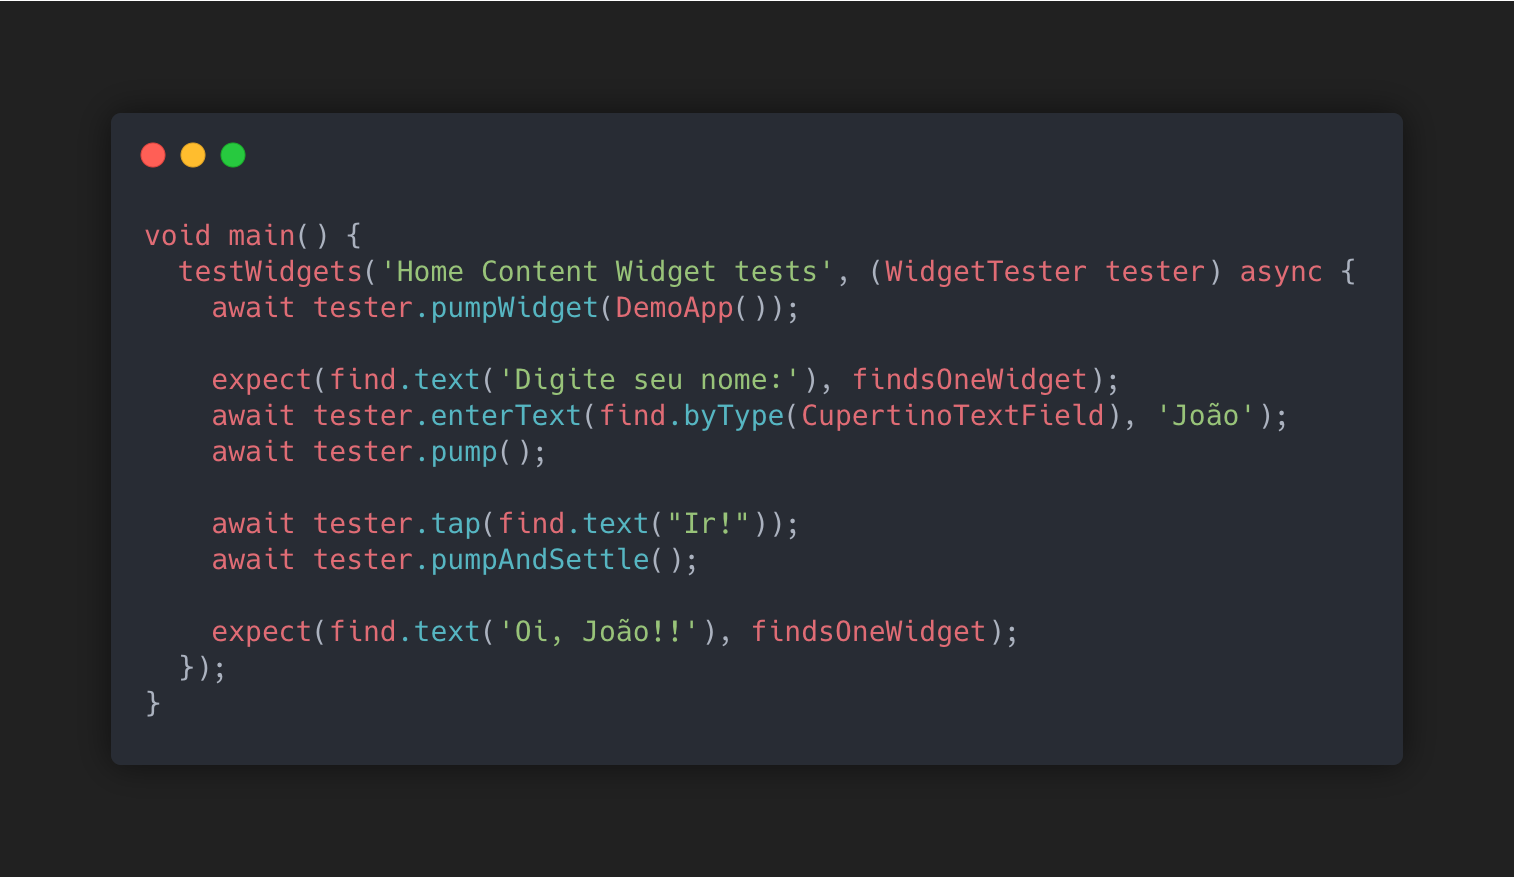 void main() {
  testWidgets('Home Content Widget tests', (WidgetTester tester) async {
    await tester.pumpWidget(DemoApp());

    expect(find.text('Digite seu nome:'), findsOneWidget);
    await tester.enterText(find.byType(CupertinoTextField), 'João');
    await tester.pump();

    await tester.tap(find.text("Ir!"));
    await tester.pumpAndSettle();

    expect(find.text('Oi, João!!'), findsOneWidget);
  });
}